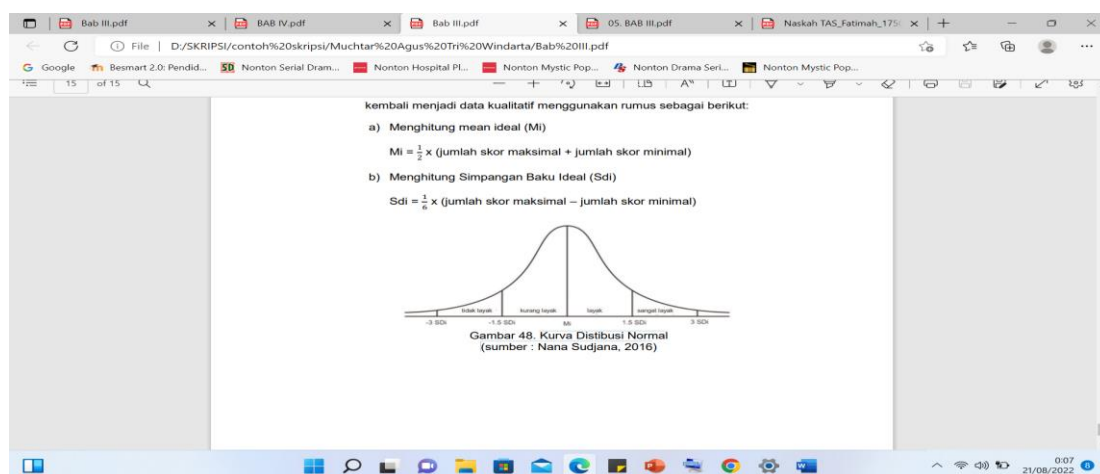 Bab III.pdf
BAB IV.pdf
Bab III.pdf
05. BAB III.pdf
Naskah TAS_Fatimah_175
File | D:/SKRIPSI/contoh%20skripsi/Muchtar%20Agus%20Tri%20Windarta/Bab%20III.pdf
Google Besmart 2.0: Pendid... Nonton Serial Dram... Nonton Hospital Pl... Nonton Mystic Pop... Nonton Drama Seri... Nonton Mystic Pop...
15 of 15
kembali menjadi data kualitatif menggunakan rumus sebagai berikut:
a) Menghitung mean ideal (Mi)
Mi = 1/2 x (jumlah skor maksimal + jumlah skor minimal)
b) Menghitung Simpangan Baku Ideal (Sdi)
Sdi = 1/6 x (jumlah skor maksimal – jumlah skor minimal)
tidak layak kurang layak layak sangat layak
-3 SDi -1.5 SDi Mi 1.5 SDi 3 SDi
Gambar 48. Kurva Distibusi Normal
(sumber : Nana Sudjana, 2016)
0:07
21/08/2022